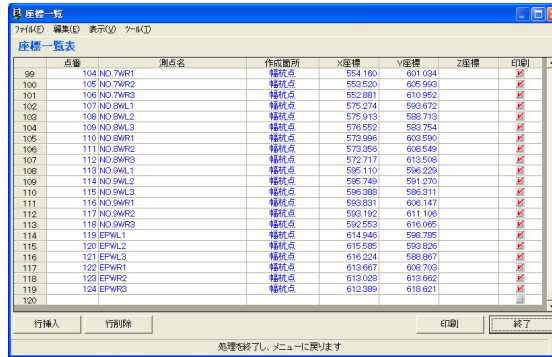 座標一覧
ファイル(F) 編集(E) 表示(V) ツール(T)
座標一覧表
点番 測点名 作成箇所 X座標 Y座標 Z座標 印刷
99 104 NO.7WR1 幅杭点 554.160 601.034
100 105 NO.7WR2 幅杭点 553.520 605.993
101 106 NO.7WR3 幅杭点 552.881 610.952
102 107 NO.8WL1 幅杭点 575.274 593.672
103 108 NO.8WL2 幅杭点 575.913 588.713
104 109 NO.8WL3 幅杭点 576.552 583.754
105 110 NO.8WR1 幅杭点 573.996 603.590
106 111 NO.8WR2 幅杭点 573.356 608.549
107 112 NO.8WR3 幅杭点 572.717 613.508
108 113 NO.9WL1 幅杭点 595.110 596.229
109 114 NO.9WL2 幅杭点 595.749 591.270
110 115 NO.9WL3 幅杭点 596.388 586.311
111 116 NO.9WR1 幅杭点 593.831 606.147
112 117 NO.9WR2 幅杭点 593.192 611.106
113 118 NO.9WR3 幅杭点 592.553 616.065
114 119 EPWL1 幅杭点 614.946 598.785
115 120 EPWL2 幅杭点 615.585 593.826
116 121 EPWL3 幅杭点 616.224 588.867
117 122 EPWR1 幅杭点 613.667 608.703
118 123 EPWR2 幅杭点 613.028 613.662
119 124 EPWR3 幅杭点 612.389 618.621
120
行挿入 行削除 印刷 終了
処理を終了し、メニューに戻ります